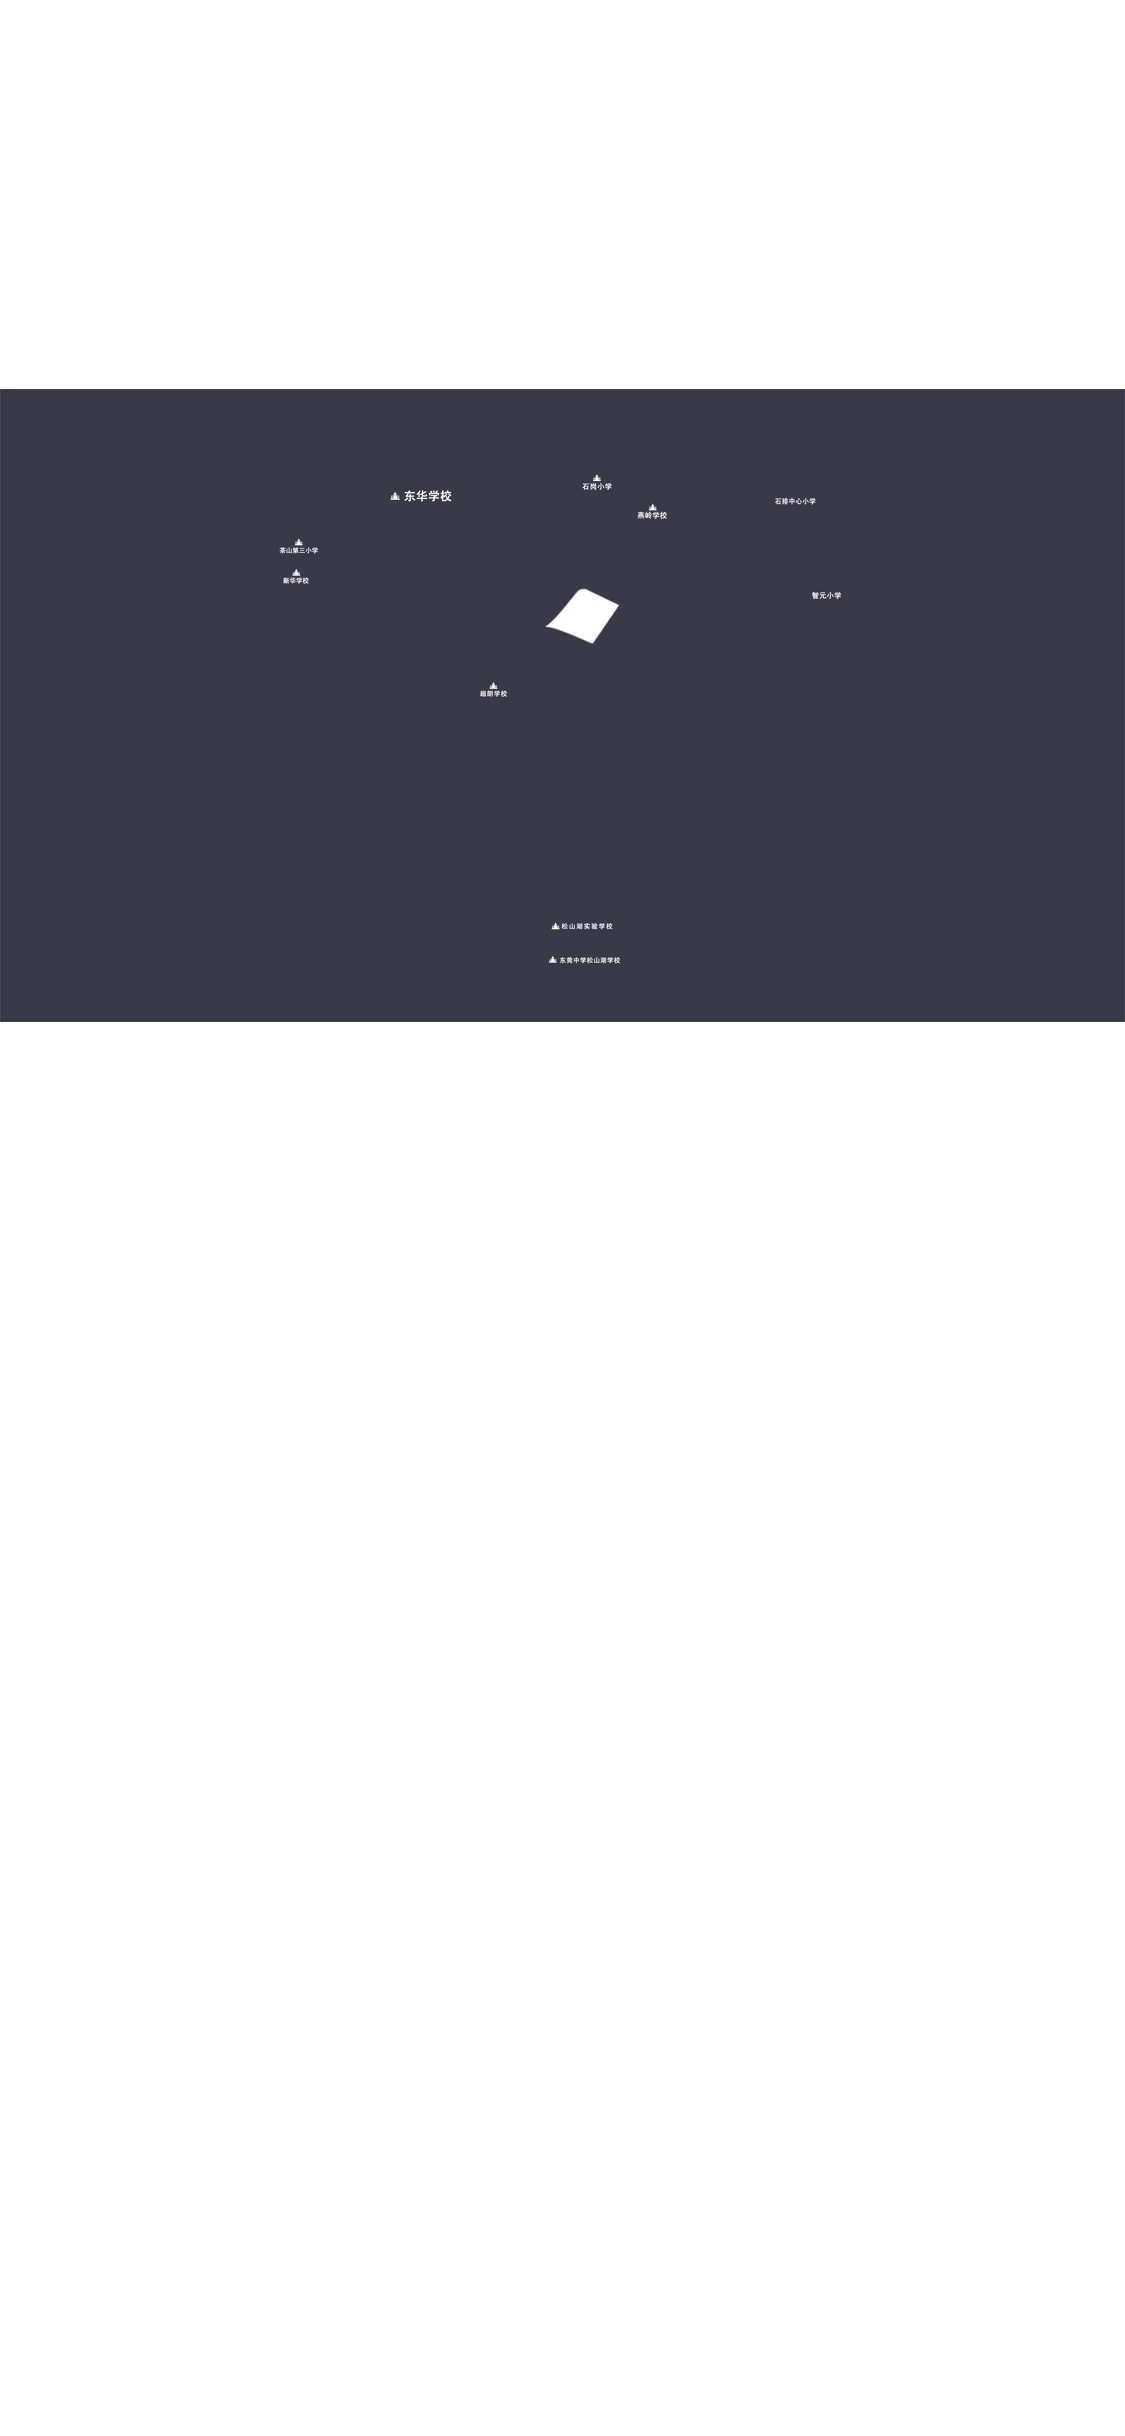 石岗小学
东华学校
石排中心小学
燕岭学校
茶山第三小学
新华学校
智元小学
超朗学校
松山湖实验学校
东莞中学松山湖学校